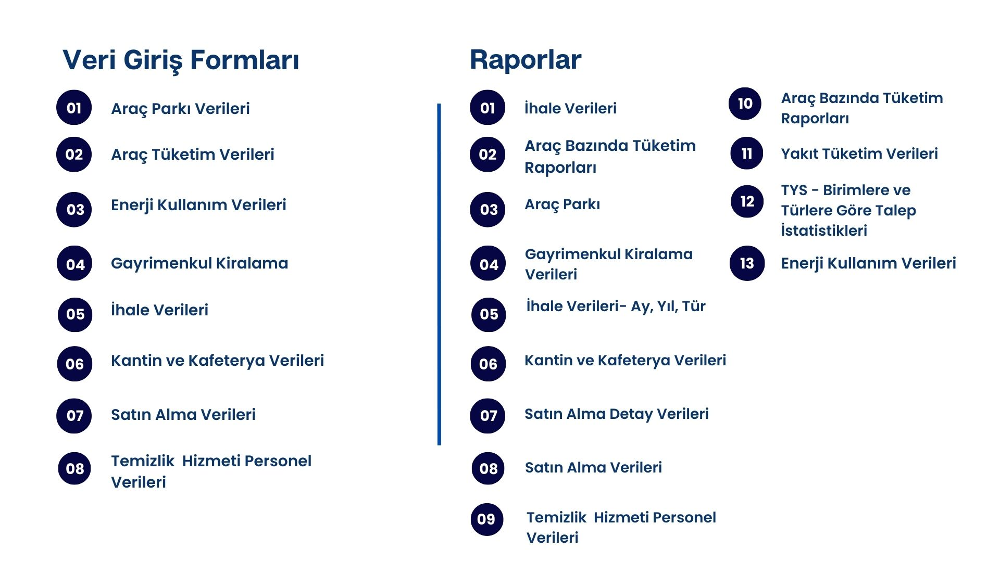 Veri Giriş Formları
01
Araç Parkı Verileri
02
Araç Tüketim Verileri
03
Enerji Kullanım Verileri
04
Gayrimenkul Kiralama
05
İhale Verileri
06
Kantin ve Kafeterya Verileri
07
Satın Alma Verileri
08
Temizlik  Hizmeti Personel
Verileri
Raporlar
01
İhale Verileri
02
Araç Bazında Tüketim
Raporları
03
Araç Parkı
04
Gayrimenkul Kiralama
Verileri
05
İhale Verileri- Ay, Yıl, Tür
06
Kantin ve Kafeterya Verileri
07
Satın Alma Detay Verileri
08
Satın Alma Verileri
09
Temizlik  Hizmeti Personel
Verileri
10
Araç Bazında Tüketim
Raporları
11
Yakıt Tüketim Verileri
12
TYS - Birimlere ve
Türlere Göre Talep
İstatistikleri
13
Enerji Kullanım Verileri